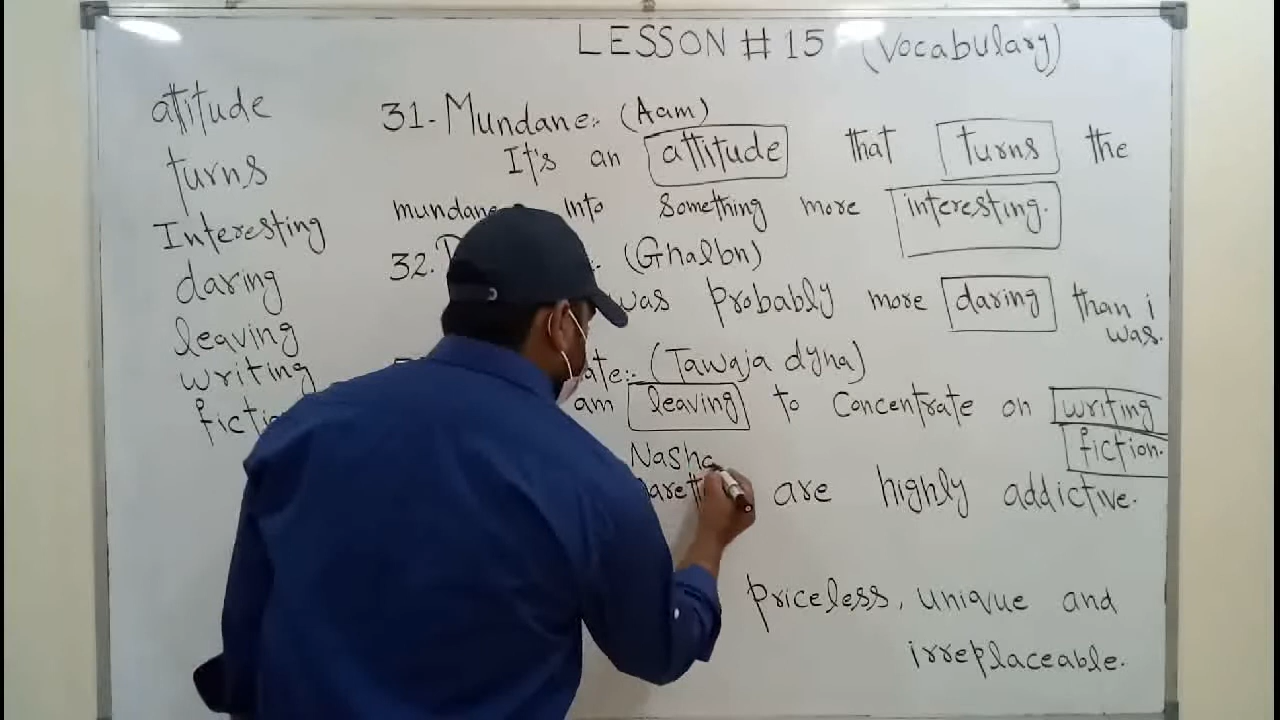 LESSON # 15 (Vocabulary)
attitude
turns
Interesting
daring
leaving
writing
31. Mundane:- (Aam)
It's an attitude that turns the
mundane into something more interesting.
32. (Ghalbn)
was probably more daring than i
was.
(Tawaja dyna)
am leaving to Concentrate on writing
fiction.
Nasha
are highly addictive.
priceless, unique and
irreplaceable.